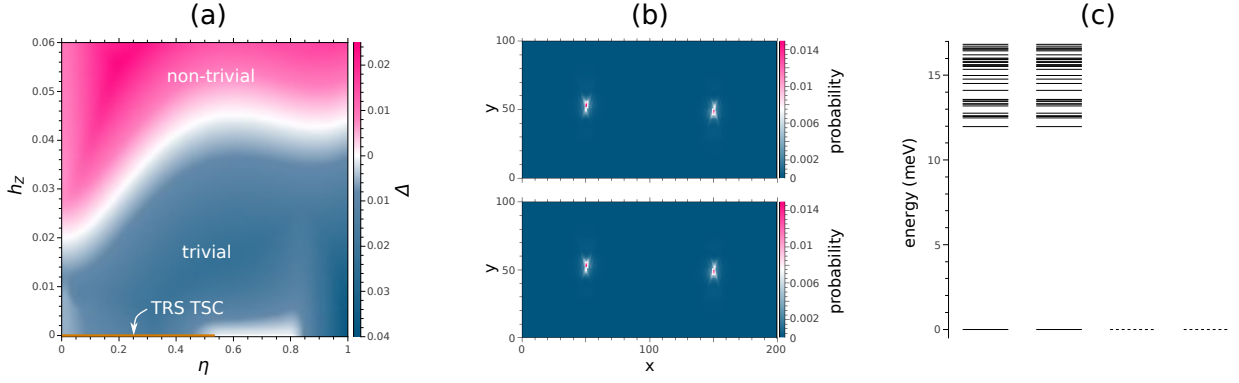 (a)
0.06
0.05
0.04
0.03
0.02
0.01
0
h_Z
non-trivial
trivial
TRS TSC
0
0.2
0.4
0.6
0.8
1
η
0.02
0.01
0
0.01
0.02
0.03
0.04
Δ
(b)
100
50
0
y
0.014
0.01
0.006
0.002
0
probability
100
50
0
y
0
100
200
x
0.014
0.01
0.006
0.002
0
probability
(c)
15
10
5
0
energy (meV)